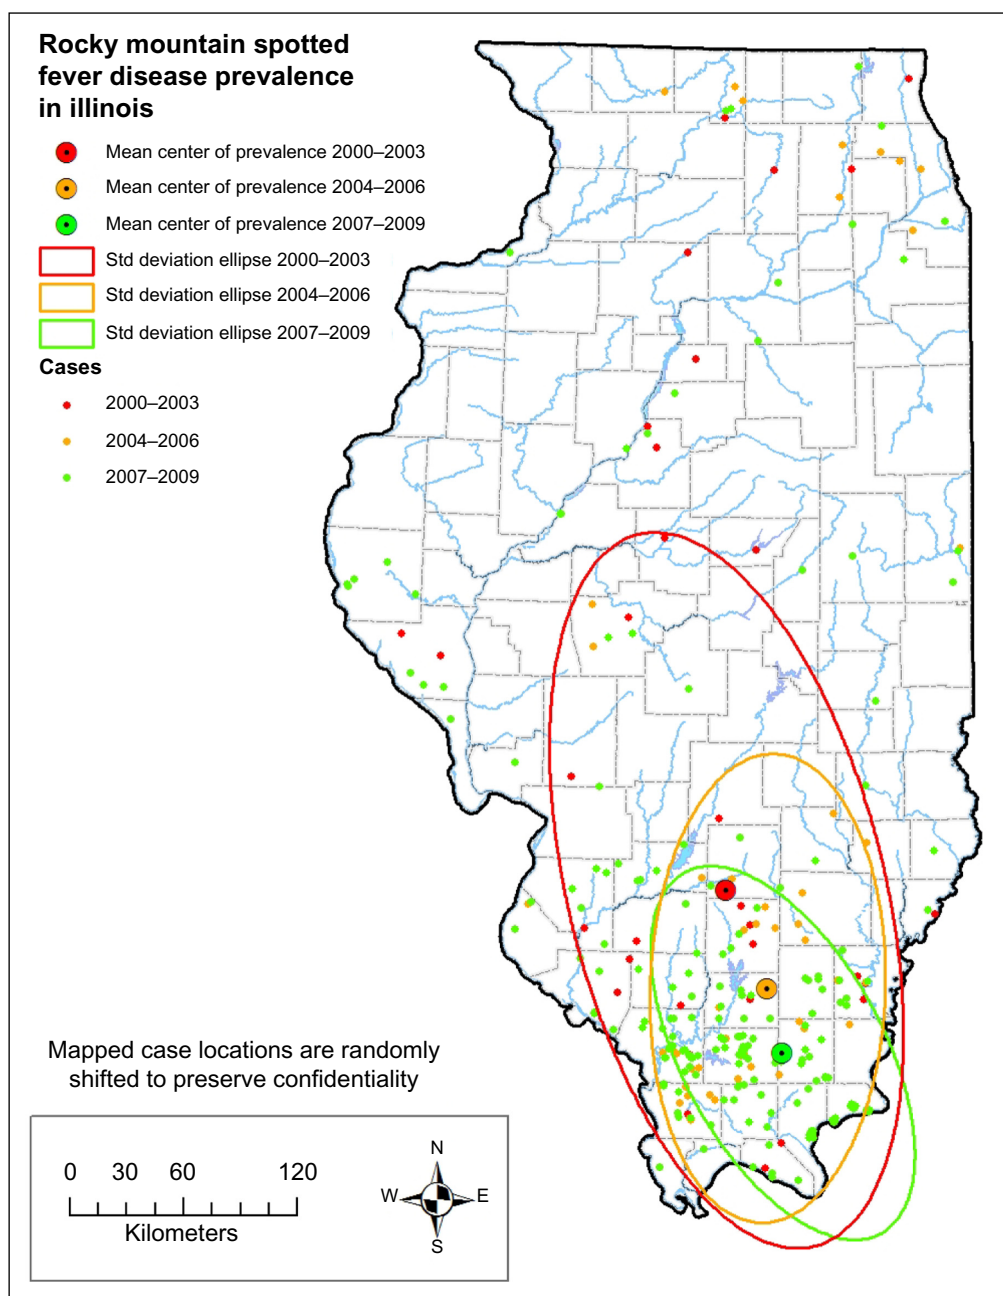 Rocky mountain spotted
fever disease prevalence
in illinois
Mean center of prevalence 2000–2003
Mean center of prevalence 2004–2006
Mean center of prevalence 2007–2009
Std deviation ellipse 2000–2003
Std deviation ellipse 2004–2006
Std deviation ellipse 2007–2009
Cases
2000–2003
2004–2006
2007–2009
Mapped case locations are randomly
shifted to preserve confidentiality
0 30 60 120
Kilometers
N
W E
S